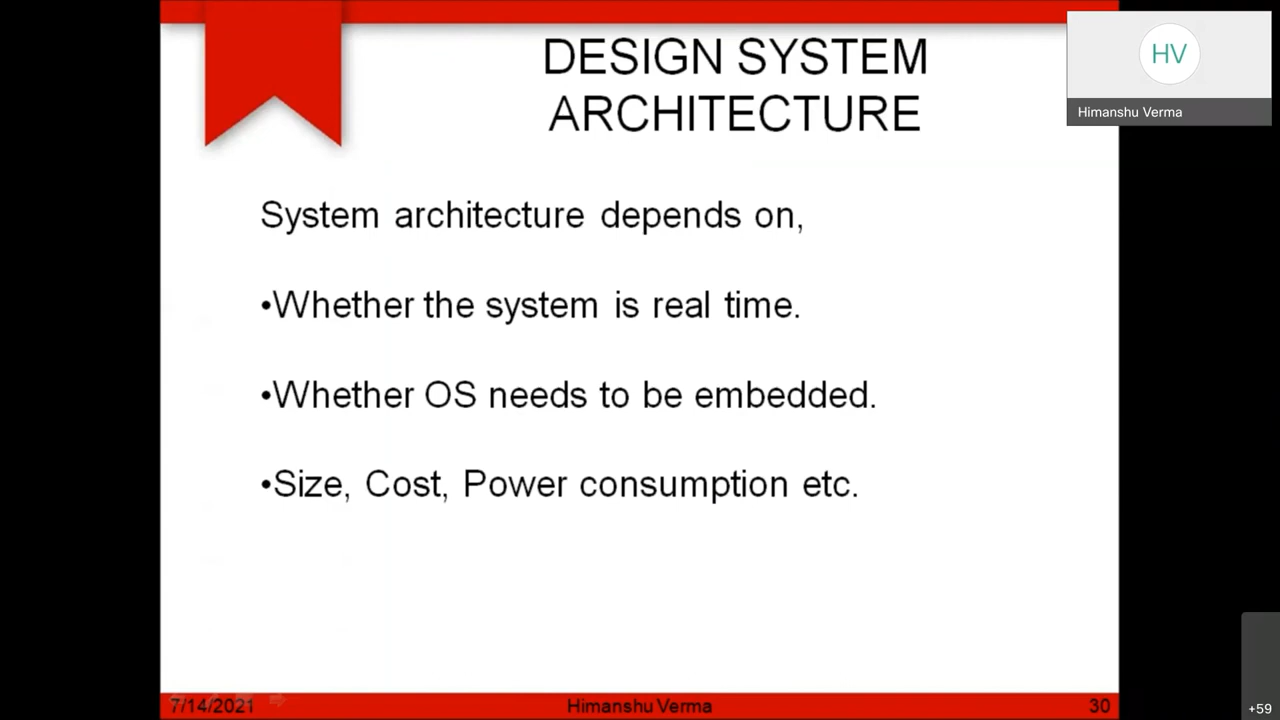 DESIGN SYSTEM
ARCHITECTURE
HV
Himanshu Verma
System architecture depends on,
•Whether the system is real time.
•Whether OS needs to be embedded.
•Size, Cost, Power consumption etc.
7/14/2021
Himanshu Verma
30
+59